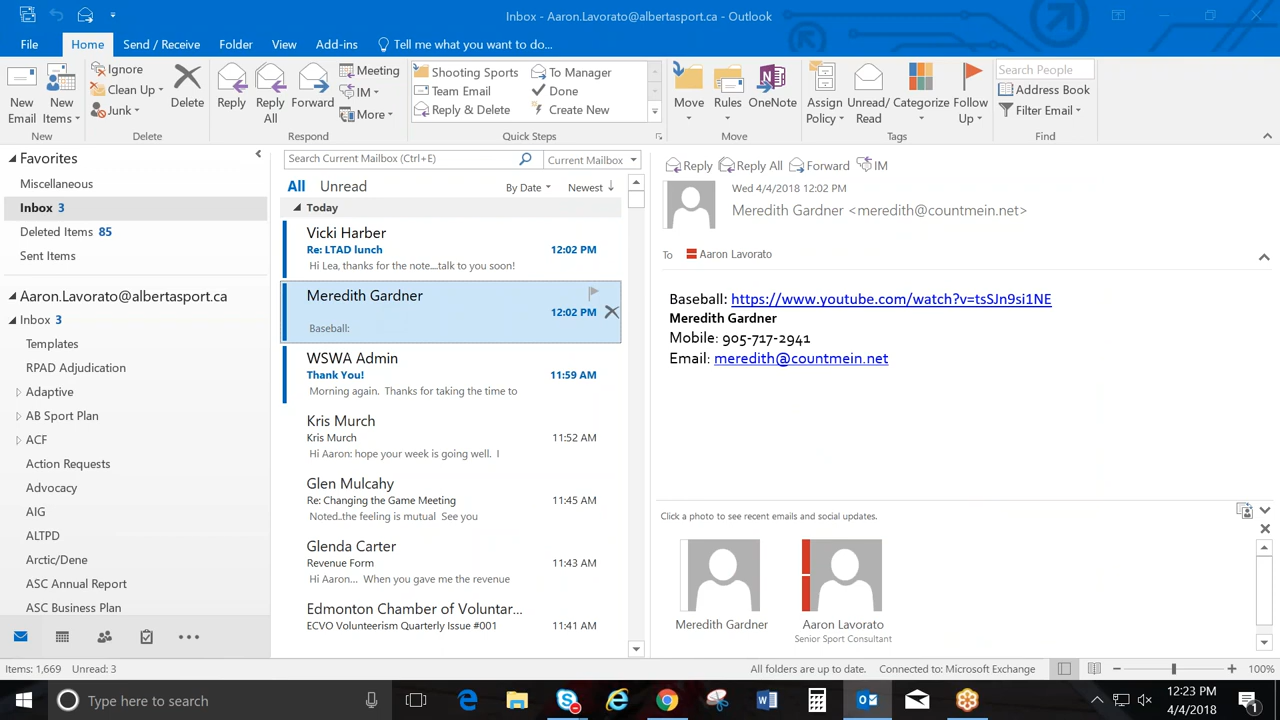 Inbox - Aaron.Lavorato@albertasport.ca - Outlook
File Home Send / Receive Folder View Add-ins Tell me what you want to do...
New Email
New Items
New
Ignore
Clean Up
Junk
Delete
Delete
Reply
Reply All
Forward
Meeting
IM
More
Respond
Shooting Sports
Team Email
Reply & Delete
To Manager
Done
Create New
Quick Steps
Move
Rules
OneNote
Move
Assign Policy
Unread/ Read
Categorize
Follow Up
Tags
Search People
Address Book
Filter Email
Find
Favorites
Miscellaneous
Inbox 3
Deleted Items 85
Sent Items
Aaron.Lavorato@albertasport.ca
Inbox 3
Templates
RPAD Adjudication
Adaptive
AB Sport Plan
ACF
Action Requests
Advocacy
AIG
ALTPD
Arctic/Dene
ASC Annual Report
ASC Business Plan
Search Current Mailbox (Ctrl+E)
Current Mailbox
All Unread
By Date Newest
Today
Vicki Harber
Re: LTAD lunch 12:02 PM
Hi Lea, thanks for the note....talk to you soon!
Meredith Gardner
12:02 PM
Baseball:
WSWA Admin
Thank You! 11:59 AM
Morning again. Thanks for taking the time to
Kris Murch
Kris Murch 11:52 AM
Hi Aaron: hope your week is going well. I
Glen Mulcahy
Re: Changing the Game Meeting 11:45 AM
Noted..the feeling is mutual See you
Glenda Carter
Revenue Form 11:43 AM
Hi Aaron... When you gave me the revenue
Edmonton Chamber of Voluntar...
ECVO Volunteerism Quarterly Issue #001 11:41 AM
Reply Reply All Forward IM
Wed 4/4/2018 12:02 PM
Meredith Gardner <meredith@countmein.net>
To Aaron Lavorato
Baseball: https://www.youtube.com/watch?v=tsSJn9si1NE
Meredith Gardner
Mobile: 905-717-2941
Email: meredith@countmein.net
Click a photo to see recent emails and social updates.
Meredith Gardner
Aaron Lavorato
Senior Sport Consultant
Items: 1,669 Unread: 3
All folders are up to date. Connected to: Microsoft Exchange
100%
Type here to search
12:23 PM
4/4/2018
1